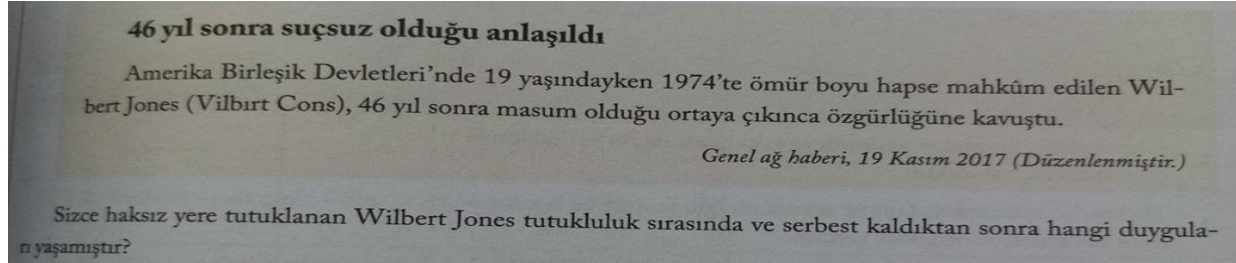 46 yıl sonra suçsuz olduğu anlaşıldı
Amerika Birleşik Devletleri'nde 19 yaşındayken 1974'te ömür boyu hapse mahkûm edilen Wil-
bert Jones (Vilbırt Cons), 46 yıl sonra masum olduğu ortaya çıkınca özgürlüğüne kavuştu.
Genel ağ haberi, 19 Kasım 2017 (Düzenlenmiştir.)
Sizce haksız yere tutuklanan Wilbert Jones tutukluluk sırasında ve serbest kaldıktan sonra hangi duygula-
rı yaşamıştır?